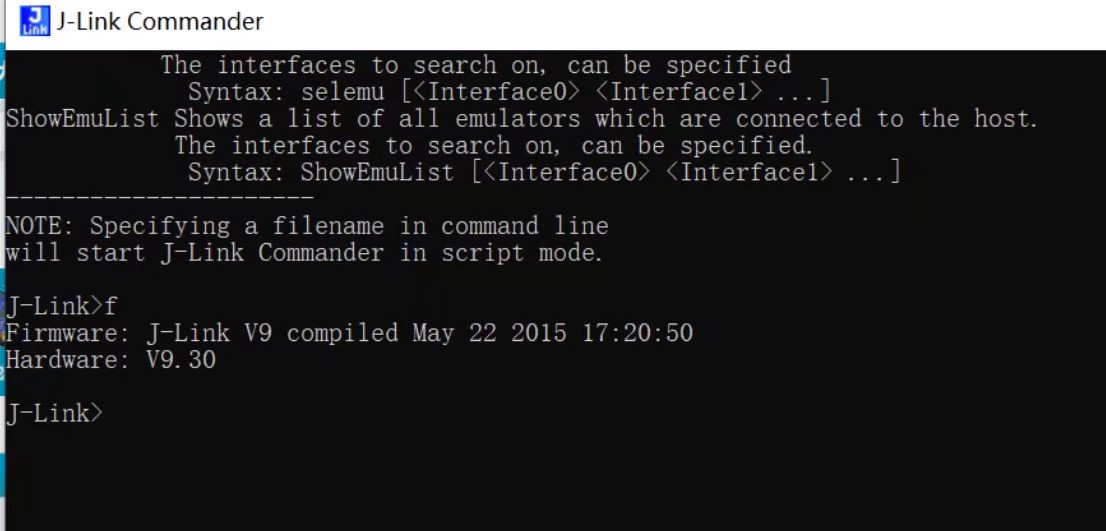 J-Link Commander
The interfaces to search on, can be specified
Syntax: selemu [<Interface0> <Interface1> ...]
ShowEmuList Shows a list of all emulators which are connected to the host.
The interfaces to search on, can be specified.
Syntax: ShowEmuList [<Interface0> <Interface1> ...]
----------------------
NOTE: Specifying a filename in command line
will start J-Link Commander in script mode.
J-Link>f
Firmware: J-Link V9 compiled May 22 2015 17:20:50
Hardware: V9.30
J-Link>